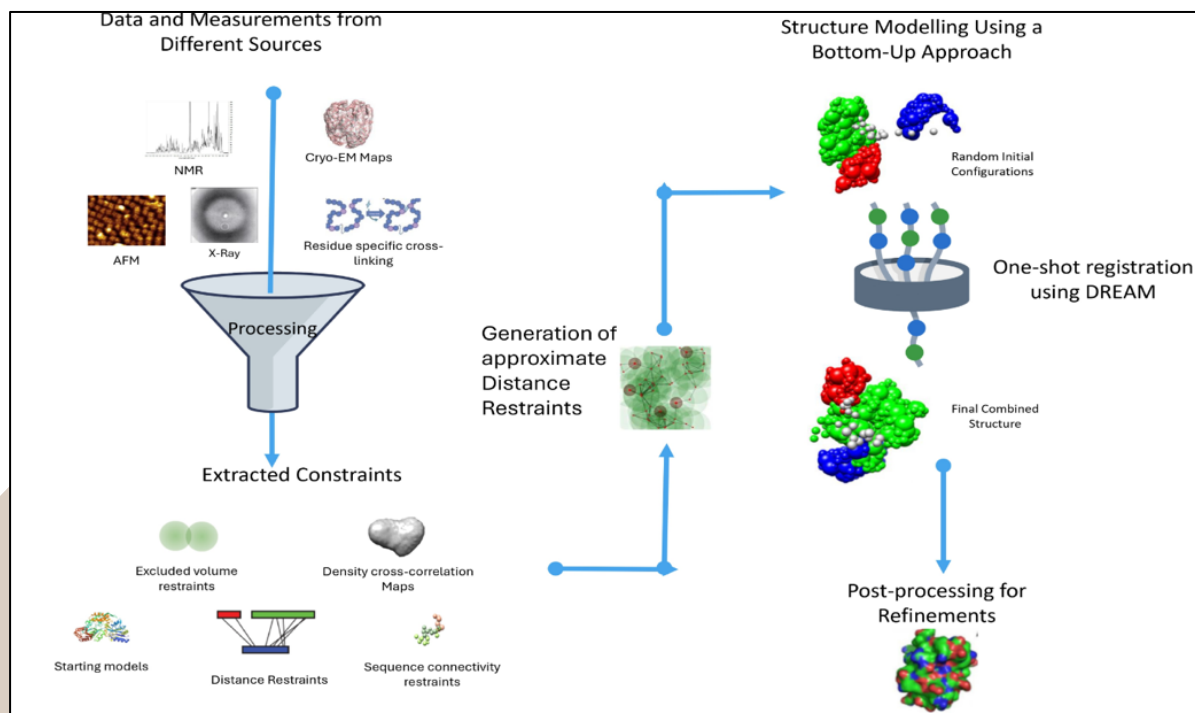 Data and Measurements from
Different Sources
NMR
Cryo-EM Maps
AFM
X-Ray
Residue specific cross-
linking
Processing
Extracted Constraints
Excluded volume
restraints
Density cross-correlation
Maps
Starting models
Distance Restraints
Sequence connectivity
restraints
Generation of
approximate
Distance
Restraints
Structure Modelling Using a
Bottom-Up Approach
Random Initial
Configurations
One-shot registration
using DREAM
Final Combined
Structure
Post-processing for
Refinements